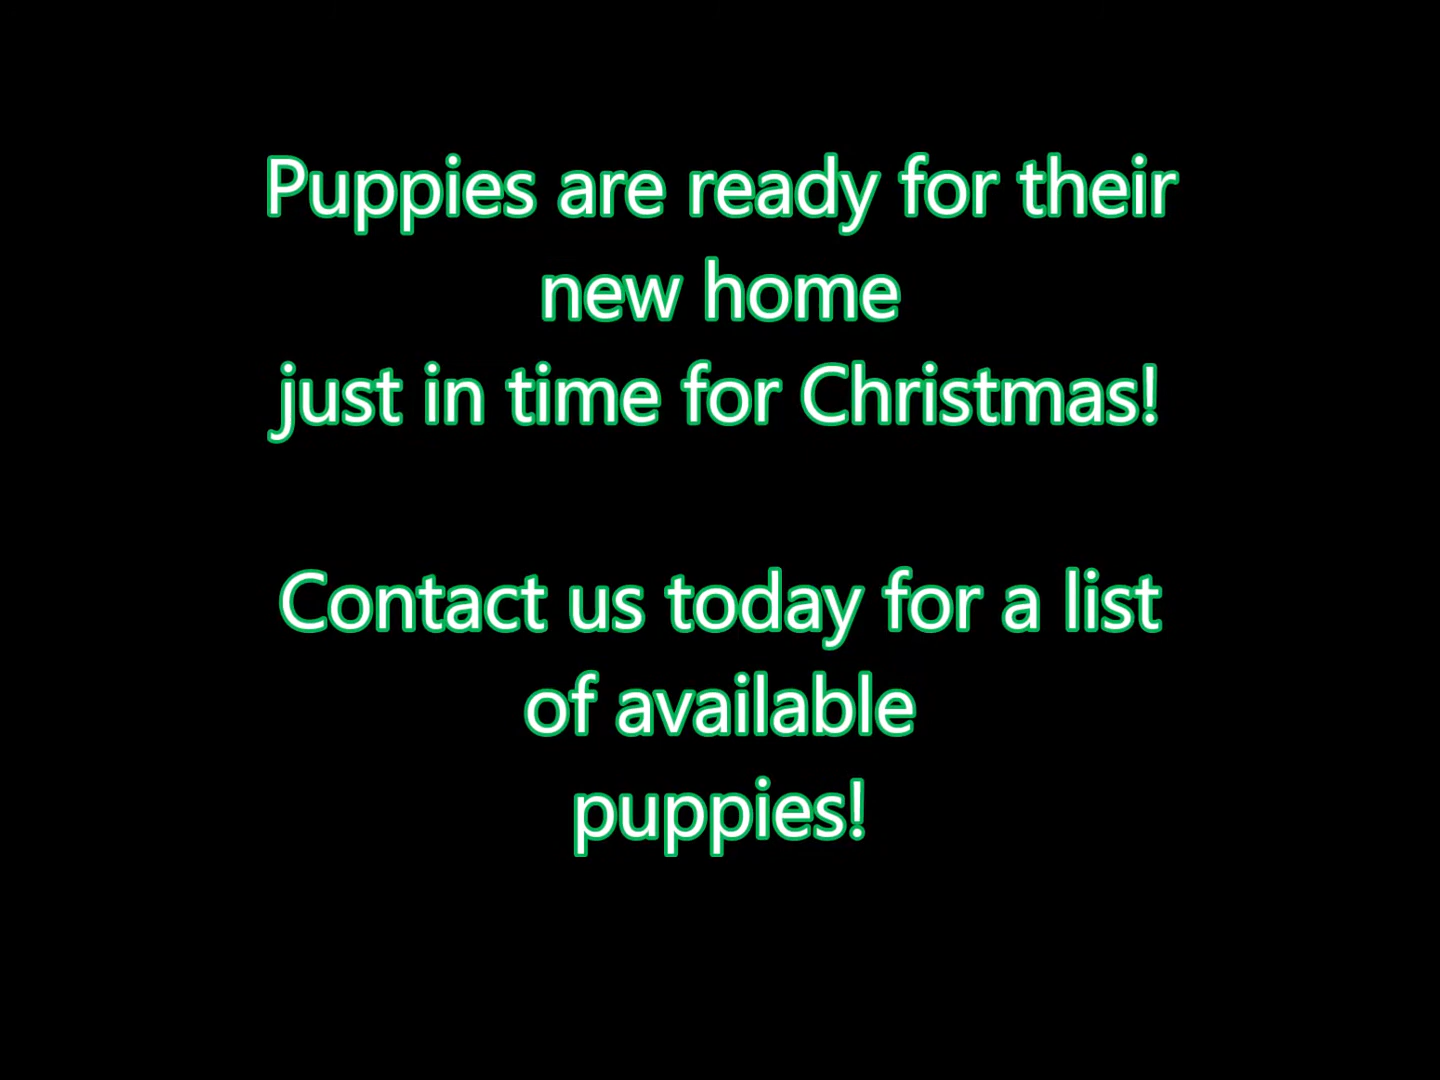 Puppies are ready for their
new home
just in time for Christmas!
Contact us today for a list
of available
puppies!